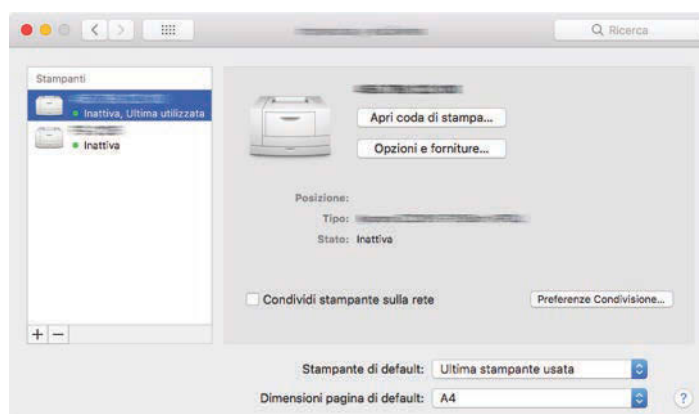 Ricerca
Stampanti
Inattiva, Ultima utilizzata
Inattiva
Apri coda di stampa...
Opzioni e forniture...
Posizione:
Tipo:
Stato: Inattiva
Condividi stampante sulla rete
Preferenze Condivisione...
+ −
Stampante di default: Ultima stampante usata
Dimensioni pagina di default: A4
?